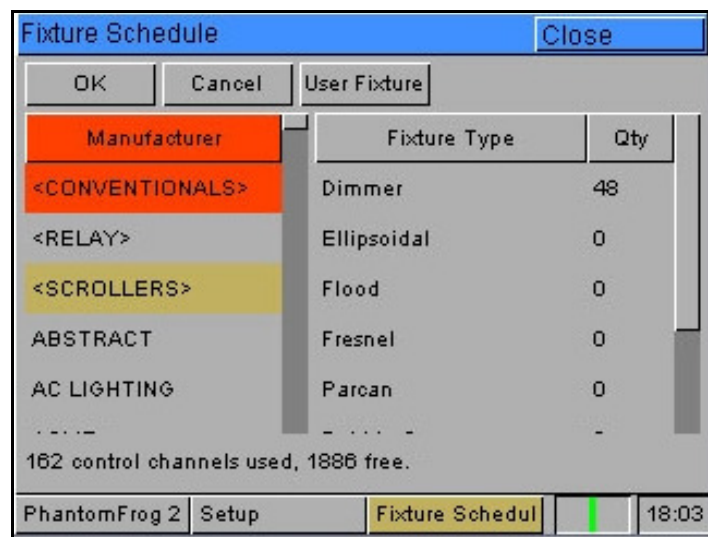 Fixture Schedule Close
OK Cancel User Fixture
Manufacturer Fixture Type Qty
<CONVENTIONALS> Dimmer 48
<RELAY> Ellipsoidal 0
<SCROLLERS> Flood 0
ABSTRACT Fresnel 0
AC LIGHTING Parcan 0
162 control channels used, 1886 free.
PhantomFrog 2 Setup Fixture Schedul 18:03